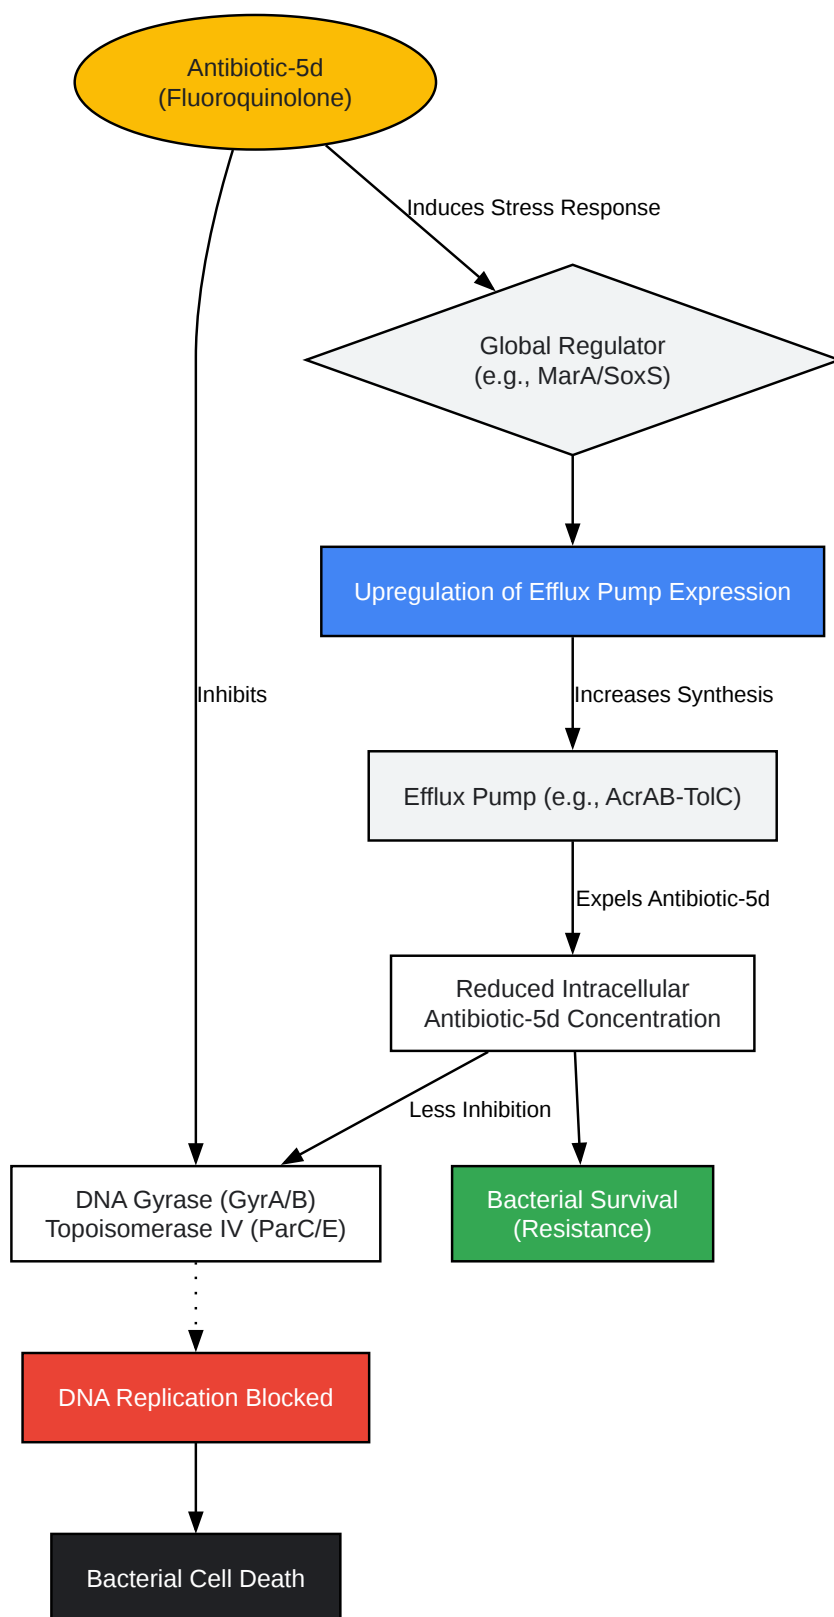 Antibiotic-5d
(Fluoroquinolone)
Induces Stress Response
Global Regulator
(e.g., MarA/SoxS)
Upregulation of Efflux Pump Expression
Inhibits
Increases Synthesis
Efflux Pump (e.g., AcrAB-TolC)
Expels Antibiotic-5d
Reduced Intracellular
Antibiotic-5d Concentration
Less Inhibition
DNA Gyrase (GyrA/B)
Topoisomerase IV (ParC/E)
Bacterial Survival
(Resistance)
DNA Replication Blocked
Bacterial Cell Death